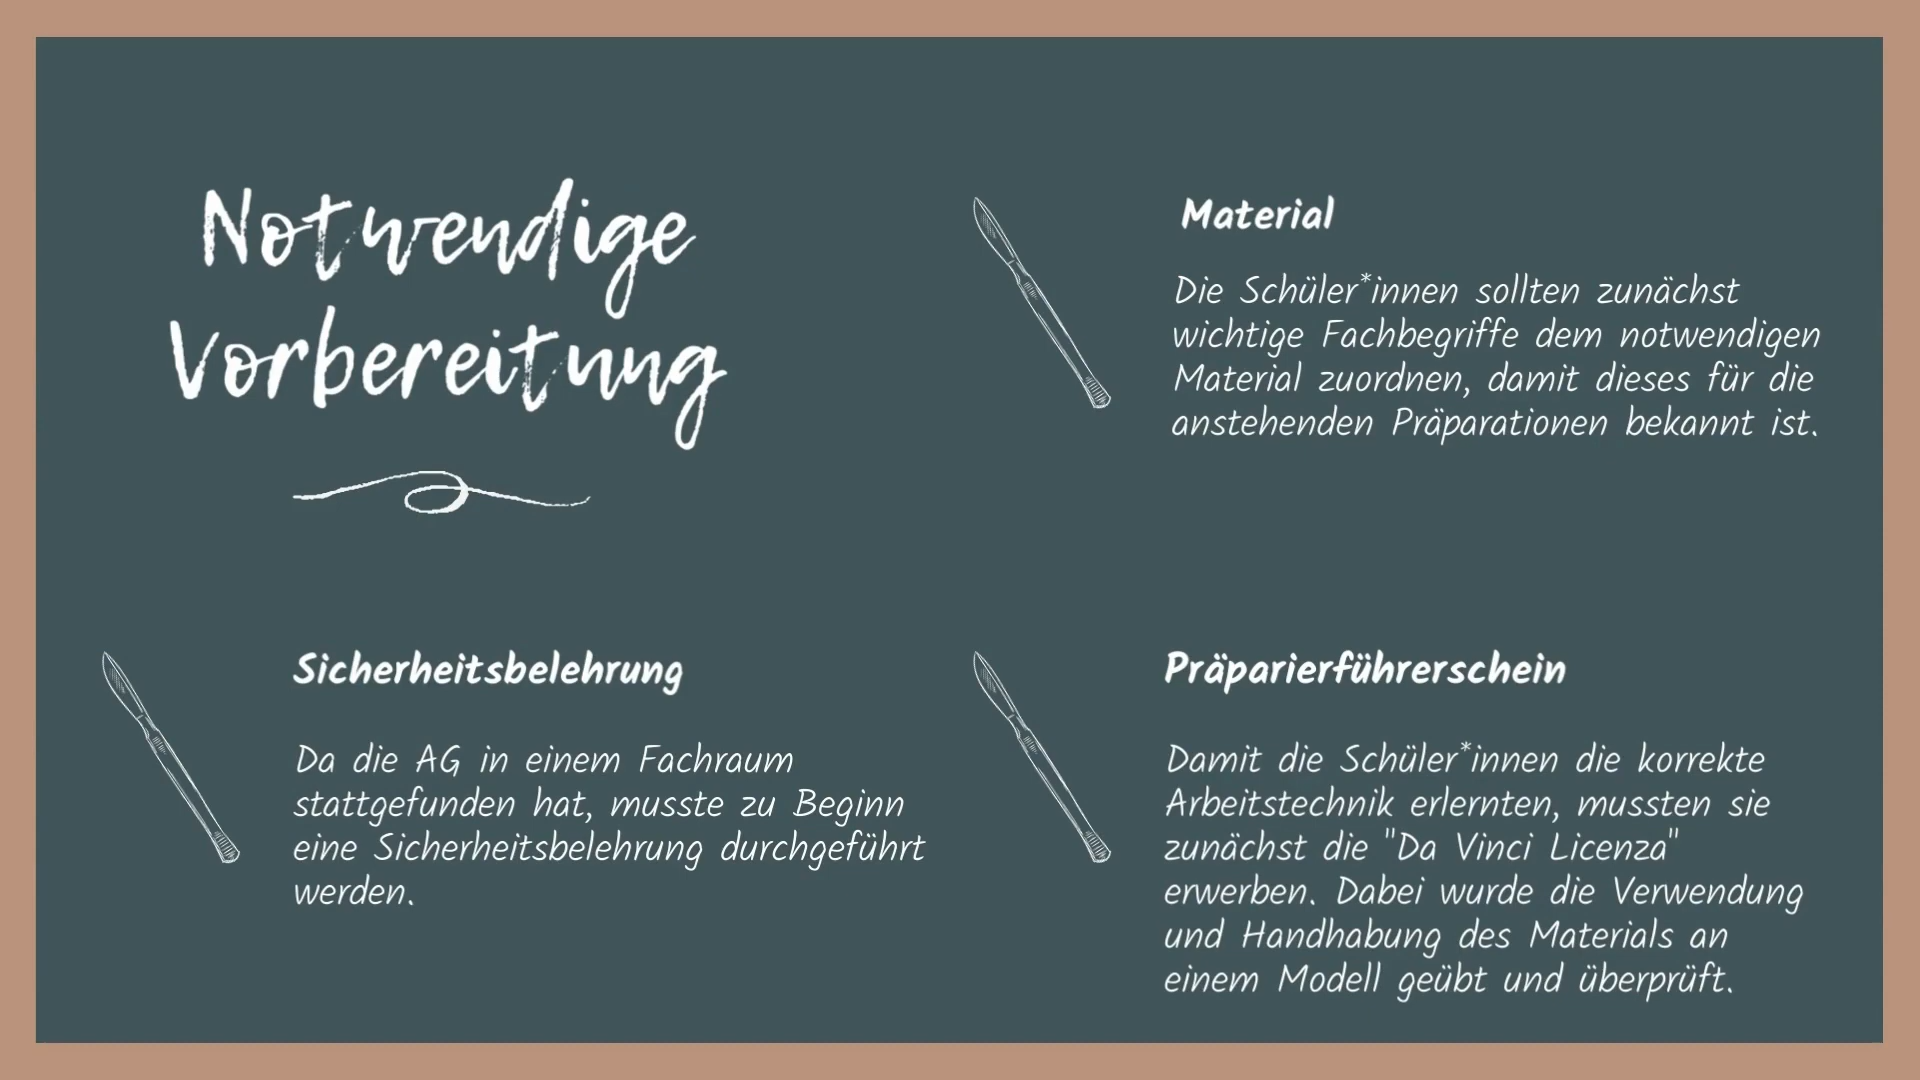 Notwendige
Vorbereitung
Material
Die Schüler*innen sollten zunächst
wichtige Fachbegriffe dem notwendigen
Material zuordnen, damit dieses für die
anstehenden Präparationen bekannt ist.
Sicherheitsbelehrung
Da die AG in einem Fachraum
stattgefunden hat, musste zu Beginn
eine Sicherheitsbelehrung durchgeführt
werden.
Präparierführerschein
Damit die Schüler*innen die korrekte
Arbeitstechnik erlernten, mussten sie
zunächst die "Da Vinci Licenza"
erwerben. Dabei wurde die Verwendung
und Handhabung des Materials an
einem Modell geübt und überprüft.